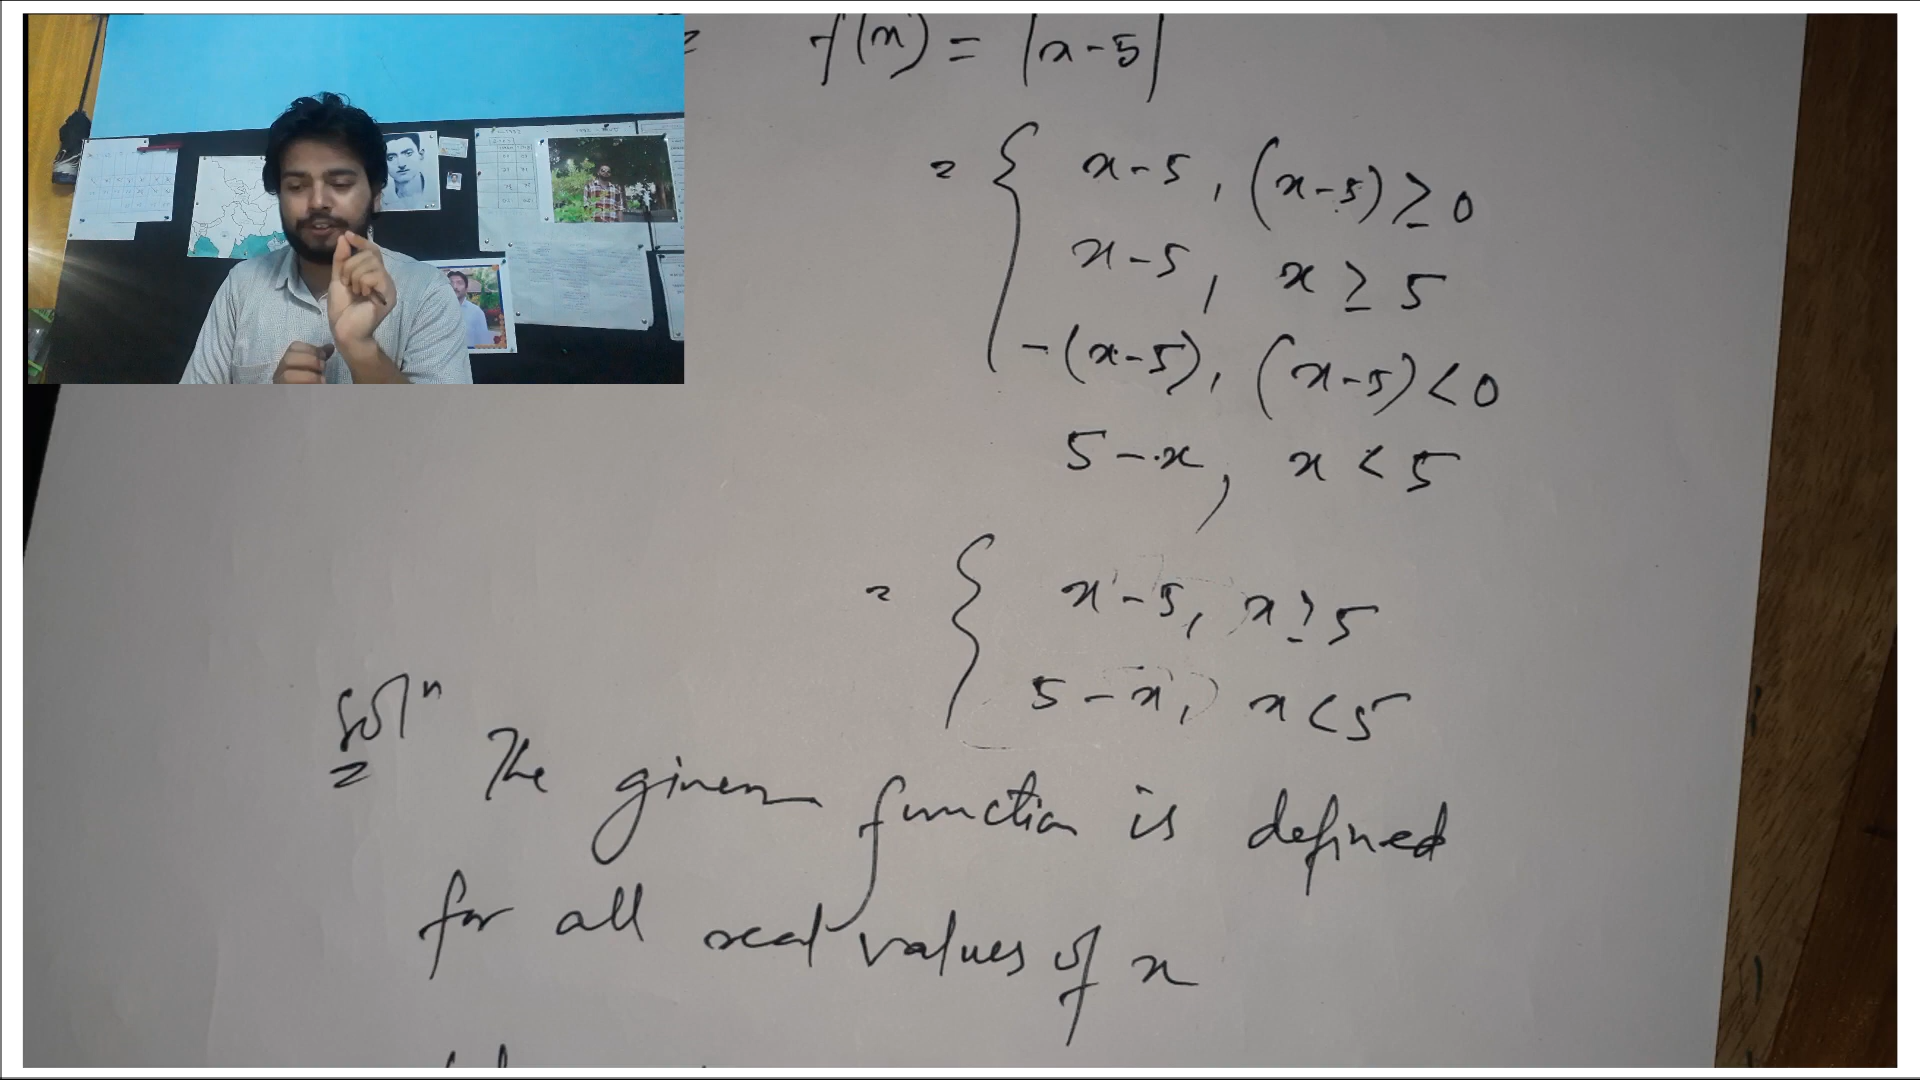 f(x) = |x-5|
= { x-5, (x-5) ≥ 0
x-5, x ≥ 5
-(x-5), (x-5) < 0
5-x, x < 5
= { x-5, x ≥ 5
5-x, x < 5
Solⁿ
The given function is defined
for all real values of x